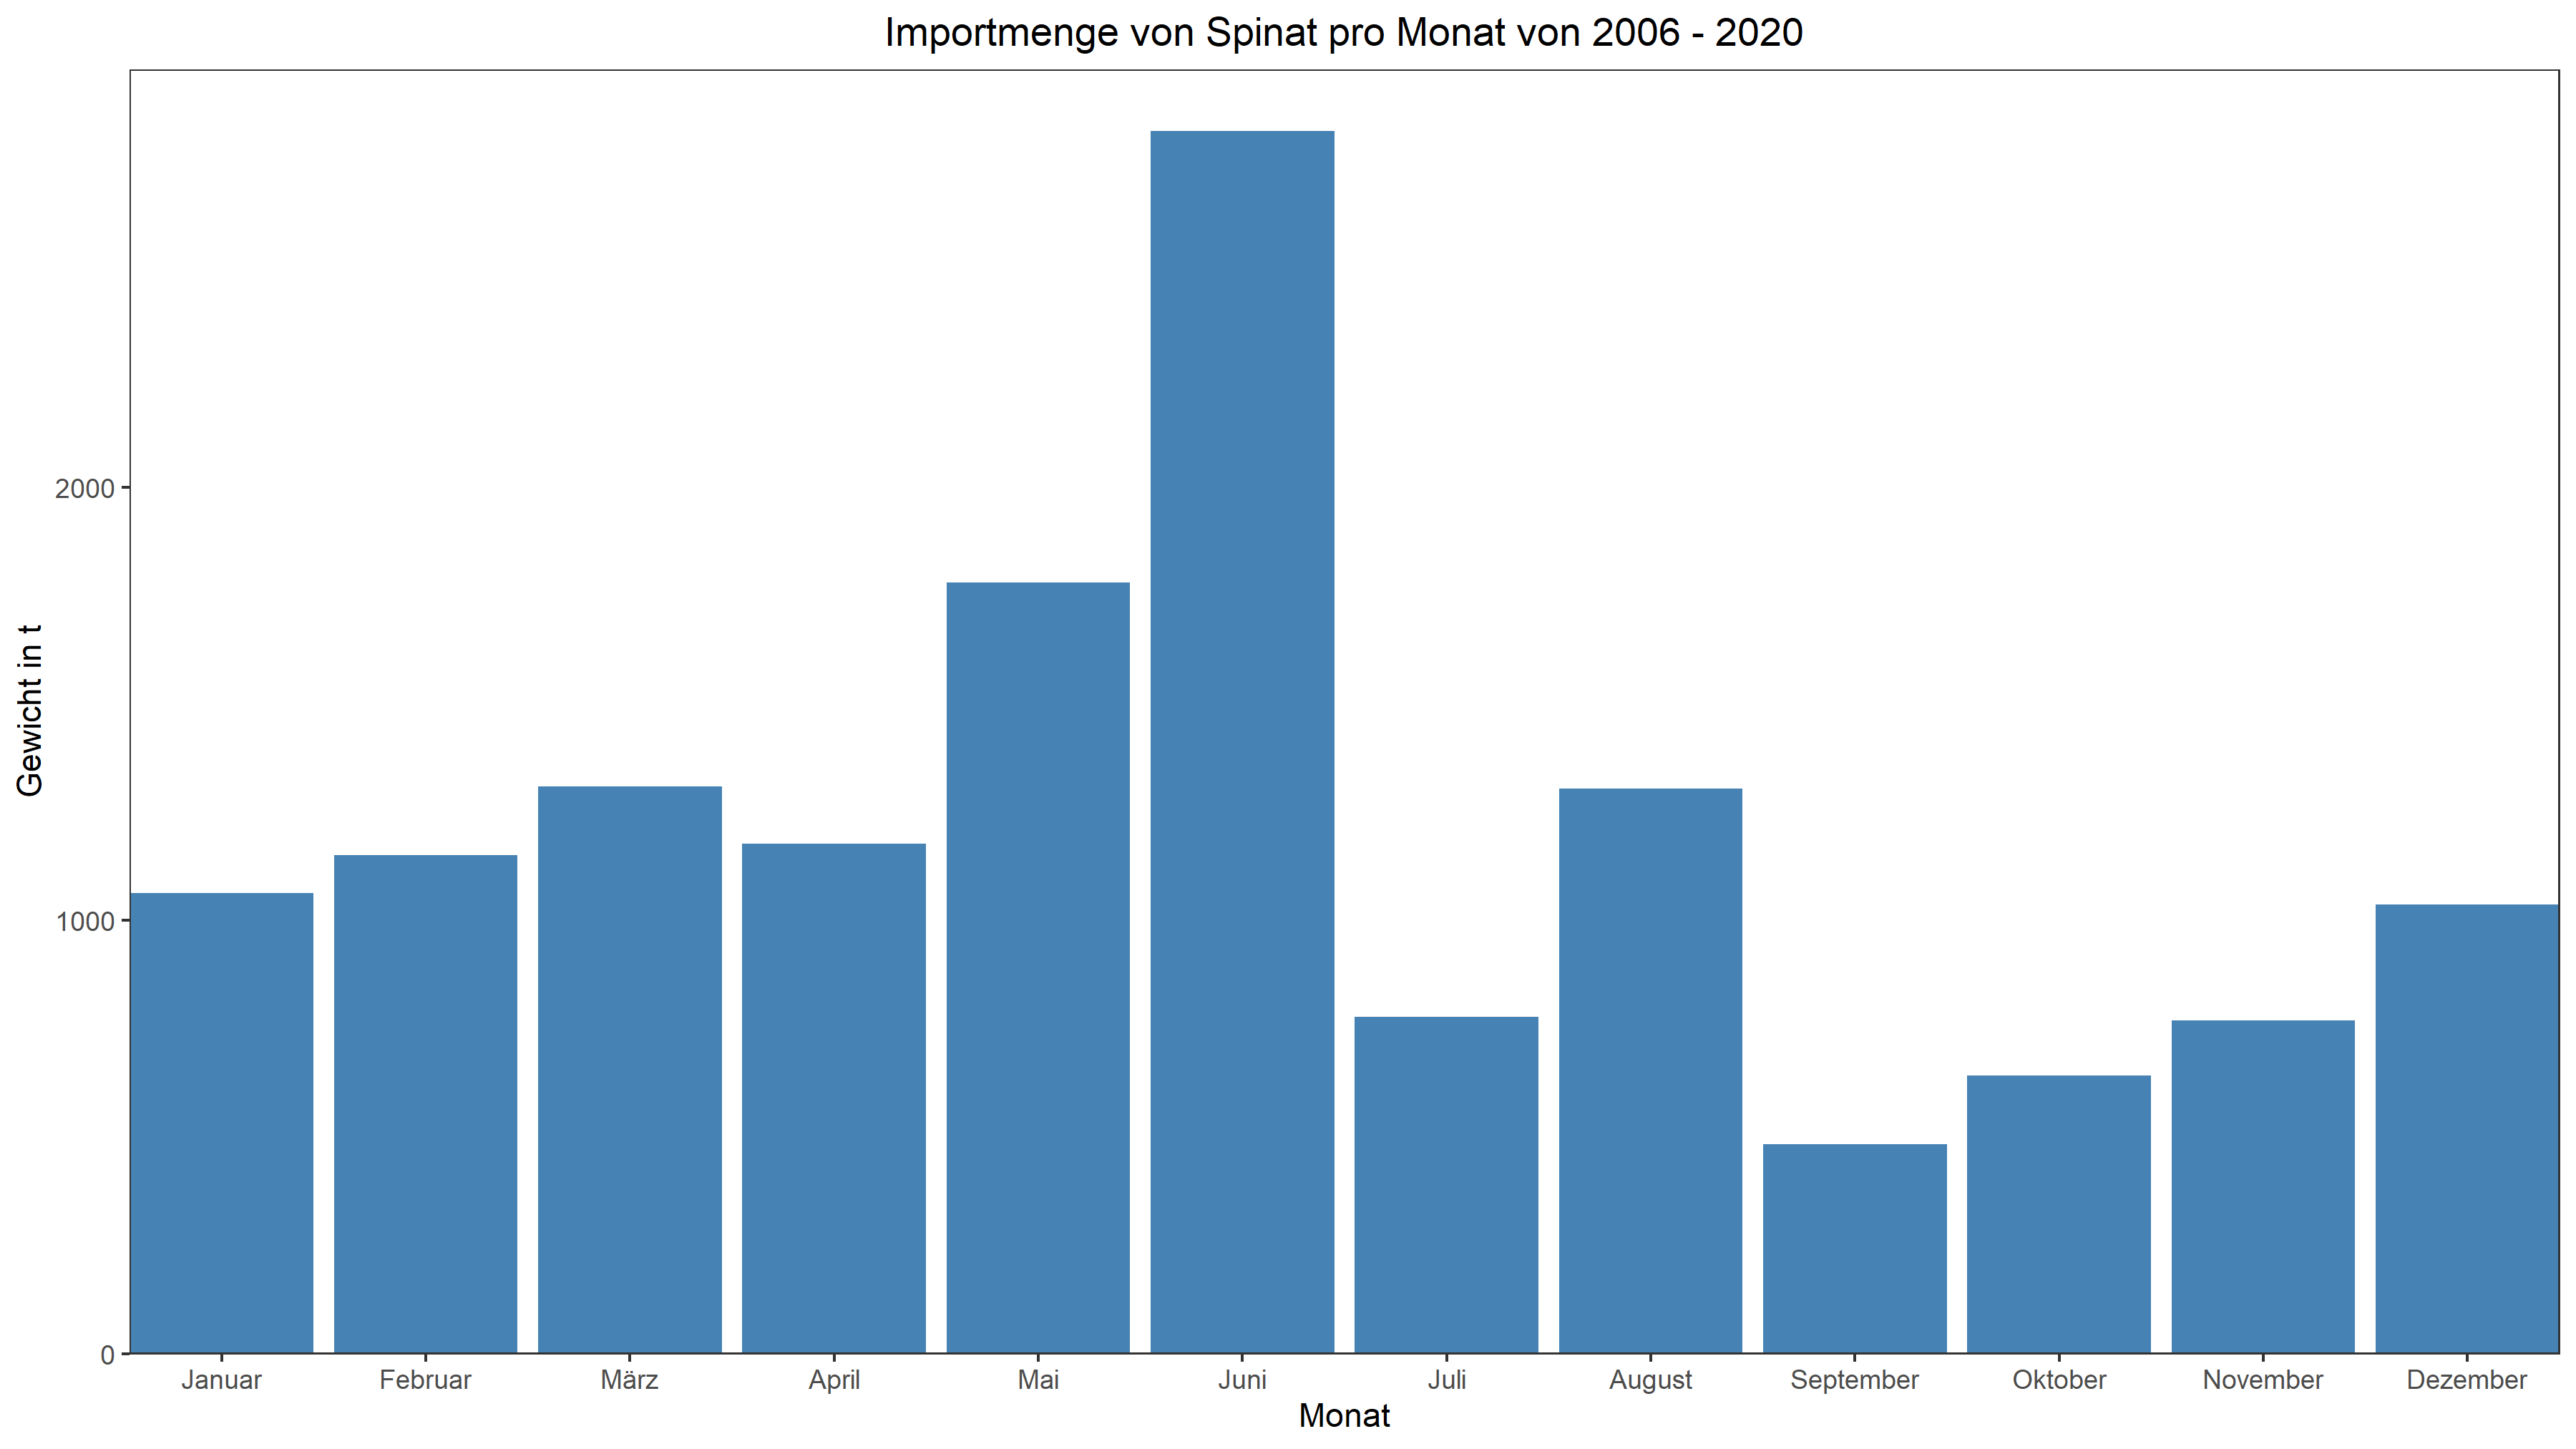 Importmenge von Spinat pro Monat von 2006 - 2020
Gewicht in t
2000
1000
0
Januar Februar März April Mai Juni Juli August September Oktober November Dezember
Monat